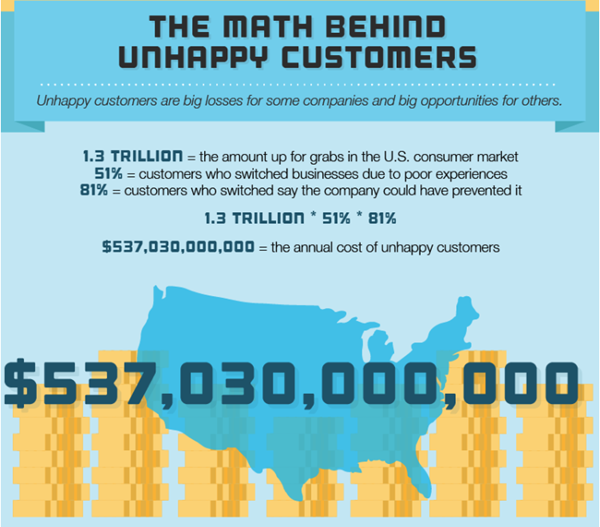 THE MATH BEHIND
UNHAPPY CUSTOMERS
Unhappy customers are big losses for some companies and big opportunities for others.
1.3 TRILLION = the amount up for grabs in the U.S. consumer market
51% = customers who switched businesses due to poor experiences
81% = customers who switched say the company could have prevented it
1.3 TRILLION * 51% * 81%
$537,030,000,000 = the annual cost of unhappy customers
$537,030,000,000